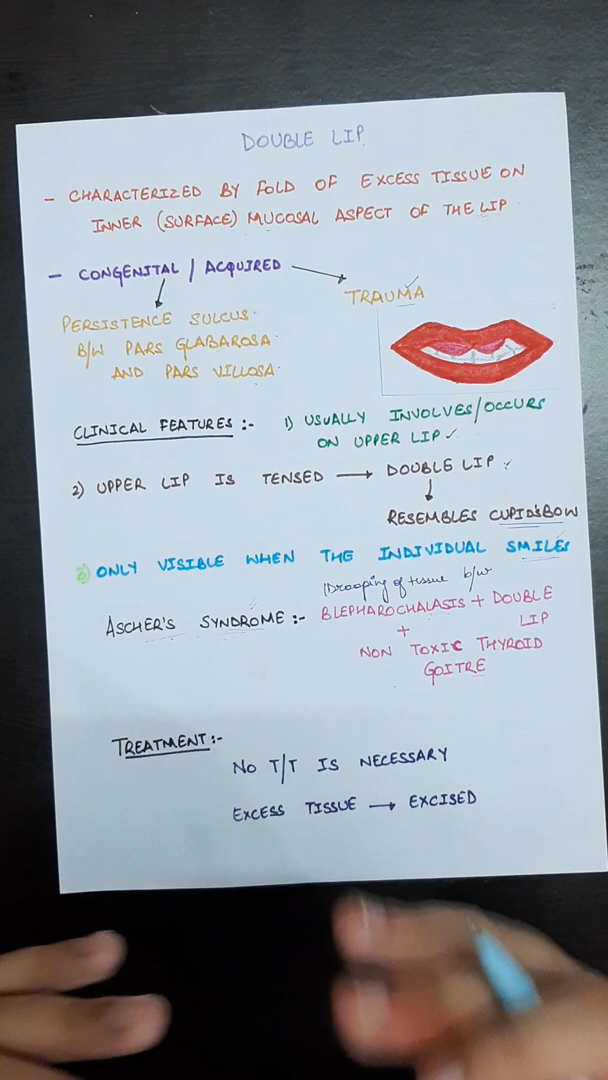 DOUBLE LIP
- CHARACTERIZED BY FOLD OF EXCESS TISSUE ON
INNER (SURFACE) MUCOSAL ASPECT OF THE LIP
- CONGENITAL / ACQUIRED
TRAUMA
PERSISTENCE SULCUS
B/W PARS GLABAROSA
AND PARS VILLOSA
CLINICAL FEATURES :- 1) USUALLY INVOLVES/OCCURS
ON UPPER LIP
2) UPPER LIP IS TENSED → DOUBLE LIP
RESEMBLES CUPID'S BOW
3) ONLY VISIBLE WHEN THE INDIVIDUAL SMILES
Drooping of tissue b/w
ASCHER'S SYNDROME :- BLEPHAROCHALASIS + DOUBLE
LIP
+
NON TOXIC THYROID
GOITRE
TREATMENT :-
NO T/T IS NECESSARY
EXCESS TISSUE → EXCISED